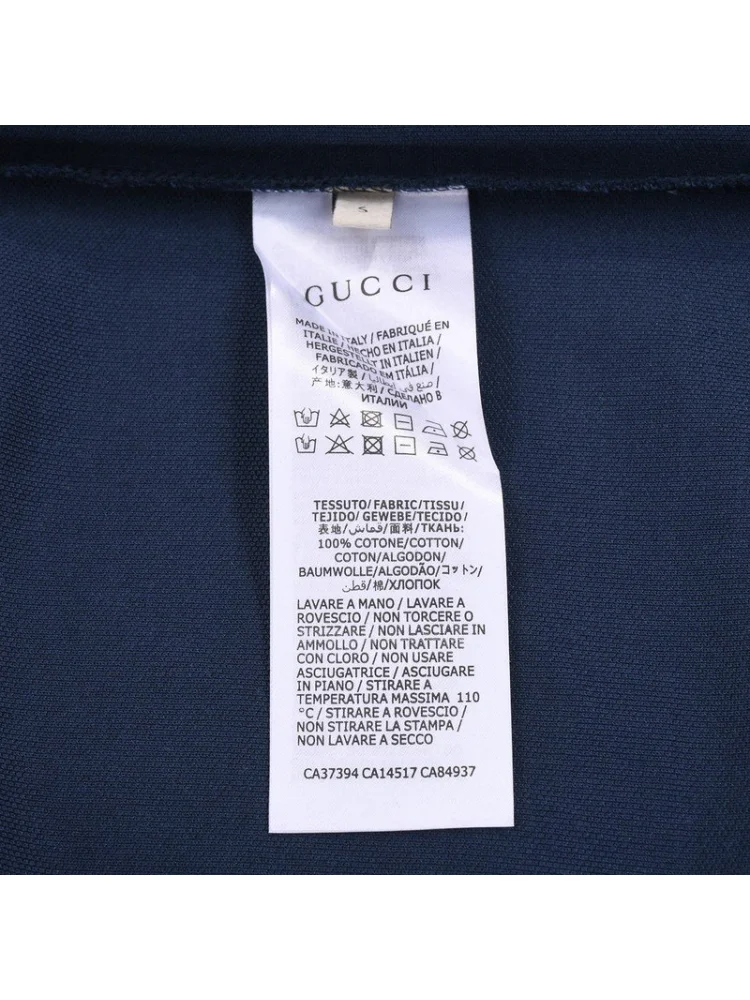 S
GUCCI
MADE IN ITALY / FABRIQUÉ EN
ITALIE / HECHO EN ITALIA /
HERGESTELLT IN ITALIEN /
FABRICADO EM ITÁLIA /
イタリア製 / صنع في إيطاليا /
产地:意大利 / СДЕЛАНО В
ИТАЛИИ
TESSUTO/FABRIC/TISSU/
TEJIDO/ GEWEBE/TECIDO/
表地/قماش/面料/ТКАНЬ:
100% COTONE/COTTON/
COTON/ALGODON/
BAUMWOLLE/ALGODÃO/コットン/
قطن/棉/ХЛОПОК
LAVARE A MANO / LAVARE A
ROVESCIO / NON TORCERE O
STRIZZARE / NON LASCIARE IN
AMMOLLO / NON TRATTARE
CON CLORO / NON USARE
ASCIUGATRICE / ASCIUGARE
IN PIANO / STIRARE A
TEMPERATURA MASSIMA 110
°C / STIRARE A ROVESCIO /
NON STIRARE LA STAMPA /
NON LAVARE A SECCO
CA37394 CA14517 CA84937